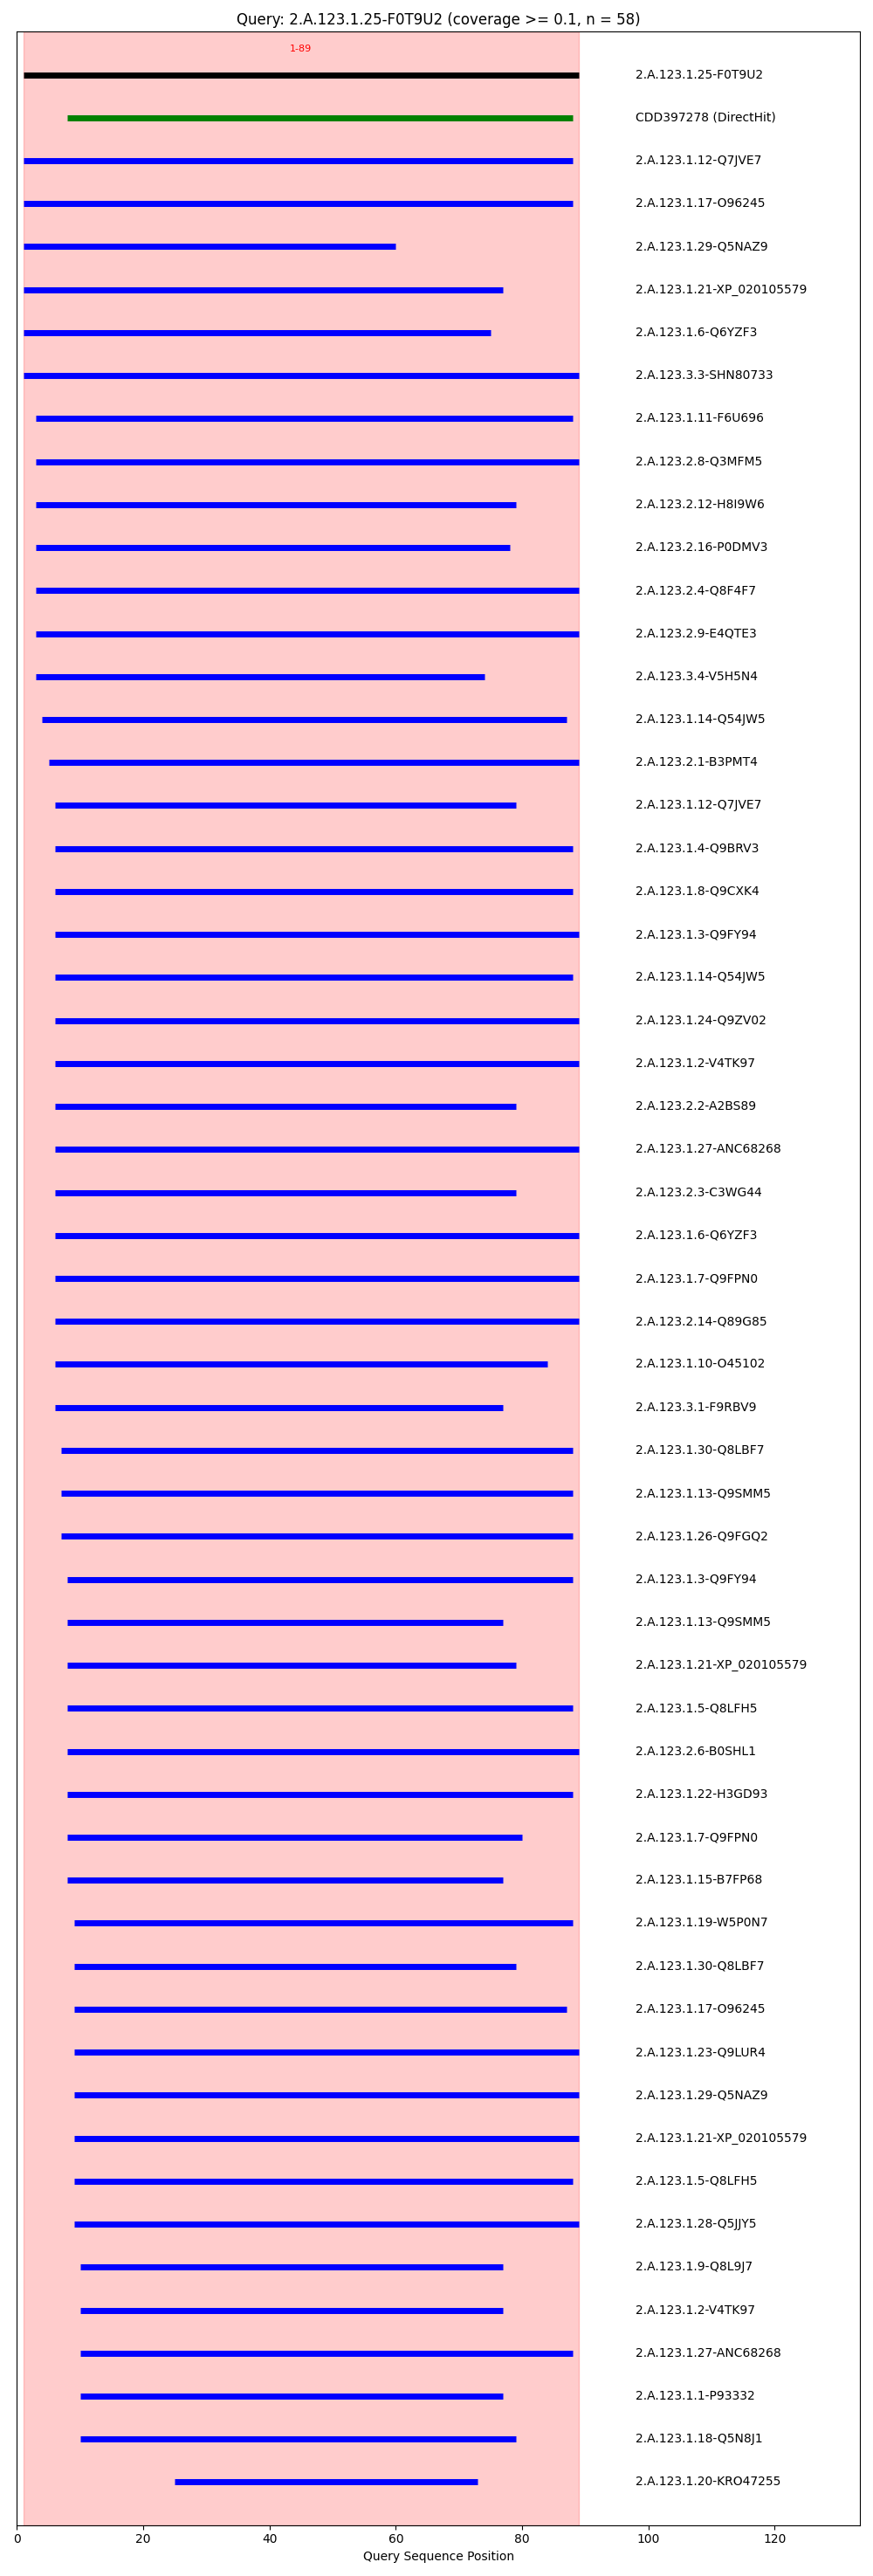 Query: 2.A.123.1.25-F0T9U2 (coverage >= 0.1, n = 58)
1-89
2.A.123.1.25-F0T9U2
CDD397278 (DirectHit)
2.A.123.1.12-Q7JVE7
2.A.123.1.17-O96245
2.A.123.1.29-Q5NAZ9
2.A.123.1.21-XP_020105579
2.A.123.1.6-Q6YZF3
2.A.123.3.3-SHN80733
2.A.123.1.11-F6U696
2.A.123.2.8-Q3MFM5
2.A.123.2.12-H8I9W6
2.A.123.2.16-P0DMV3
2.A.123.2.4-Q8F4F7
2.A.123.2.9-E4QTE3
2.A.123.3.4-V5H5N4
2.A.123.1.14-Q54JW5
2.A.123.2.1-B3PMT4
2.A.123.1.12-Q7JVE7
2.A.123.1.4-Q9BRV3
2.A.123.1.8-Q9CXK4
2.A.123.1.3-Q9FY94
2.A.123.1.14-Q54JW5
2.A.123.1.24-Q9ZV02
2.A.123.1.2-V4TK97
2.A.123.2.2-A2BS89
2.A.123.1.27-ANC68268
2.A.123.2.3-C3WG44
2.A.123.1.6-Q6YZF3
2.A.123.1.7-Q9FPN0
2.A.123.2.14-Q89G85
2.A.123.1.10-O45102
2.A.123.3.1-F9RBV9
2.A.123.1.30-Q8LBF7
2.A.123.1.13-Q9SMM5
2.A.123.1.26-Q9FGQ2
2.A.123.1.3-Q9FY94
2.A.123.1.13-Q9SMM5
2.A.123.1.21-XP_020105579
2.A.123.1.5-Q8LFH5
2.A.123.2.6-B0SHL1
2.A.123.1.22-H3GD93
2.A.123.1.7-Q9FPN0
2.A.123.1.15-B7FP68
2.A.123.1.19-W5P0N7
2.A.123.1.30-Q8LBF7
2.A.123.1.17-O96245
2.A.123.1.23-Q9LUR4
2.A.123.1.29-Q5NAZ9
2.A.123.1.21-XP_020105579
2.A.123.1.5-Q8LFH5
2.A.123.1.28-Q5JJY5
2.A.123.1.9-Q8L9J7
2.A.123.1.2-V4TK97
2.A.123.1.27-ANC68268
2.A.123.1.1-P93332
2.A.123.1.18-Q5N8J1
2.A.123.1.20-KRO47255
0 20 40 60 80 100 120
Query Sequence Position